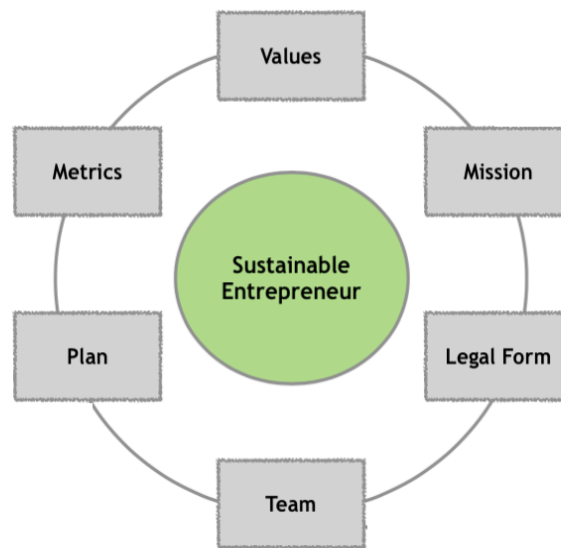 Values
Metrics
Mission
Sustainable
Entrepreneur
Plan
Legal Form
Team